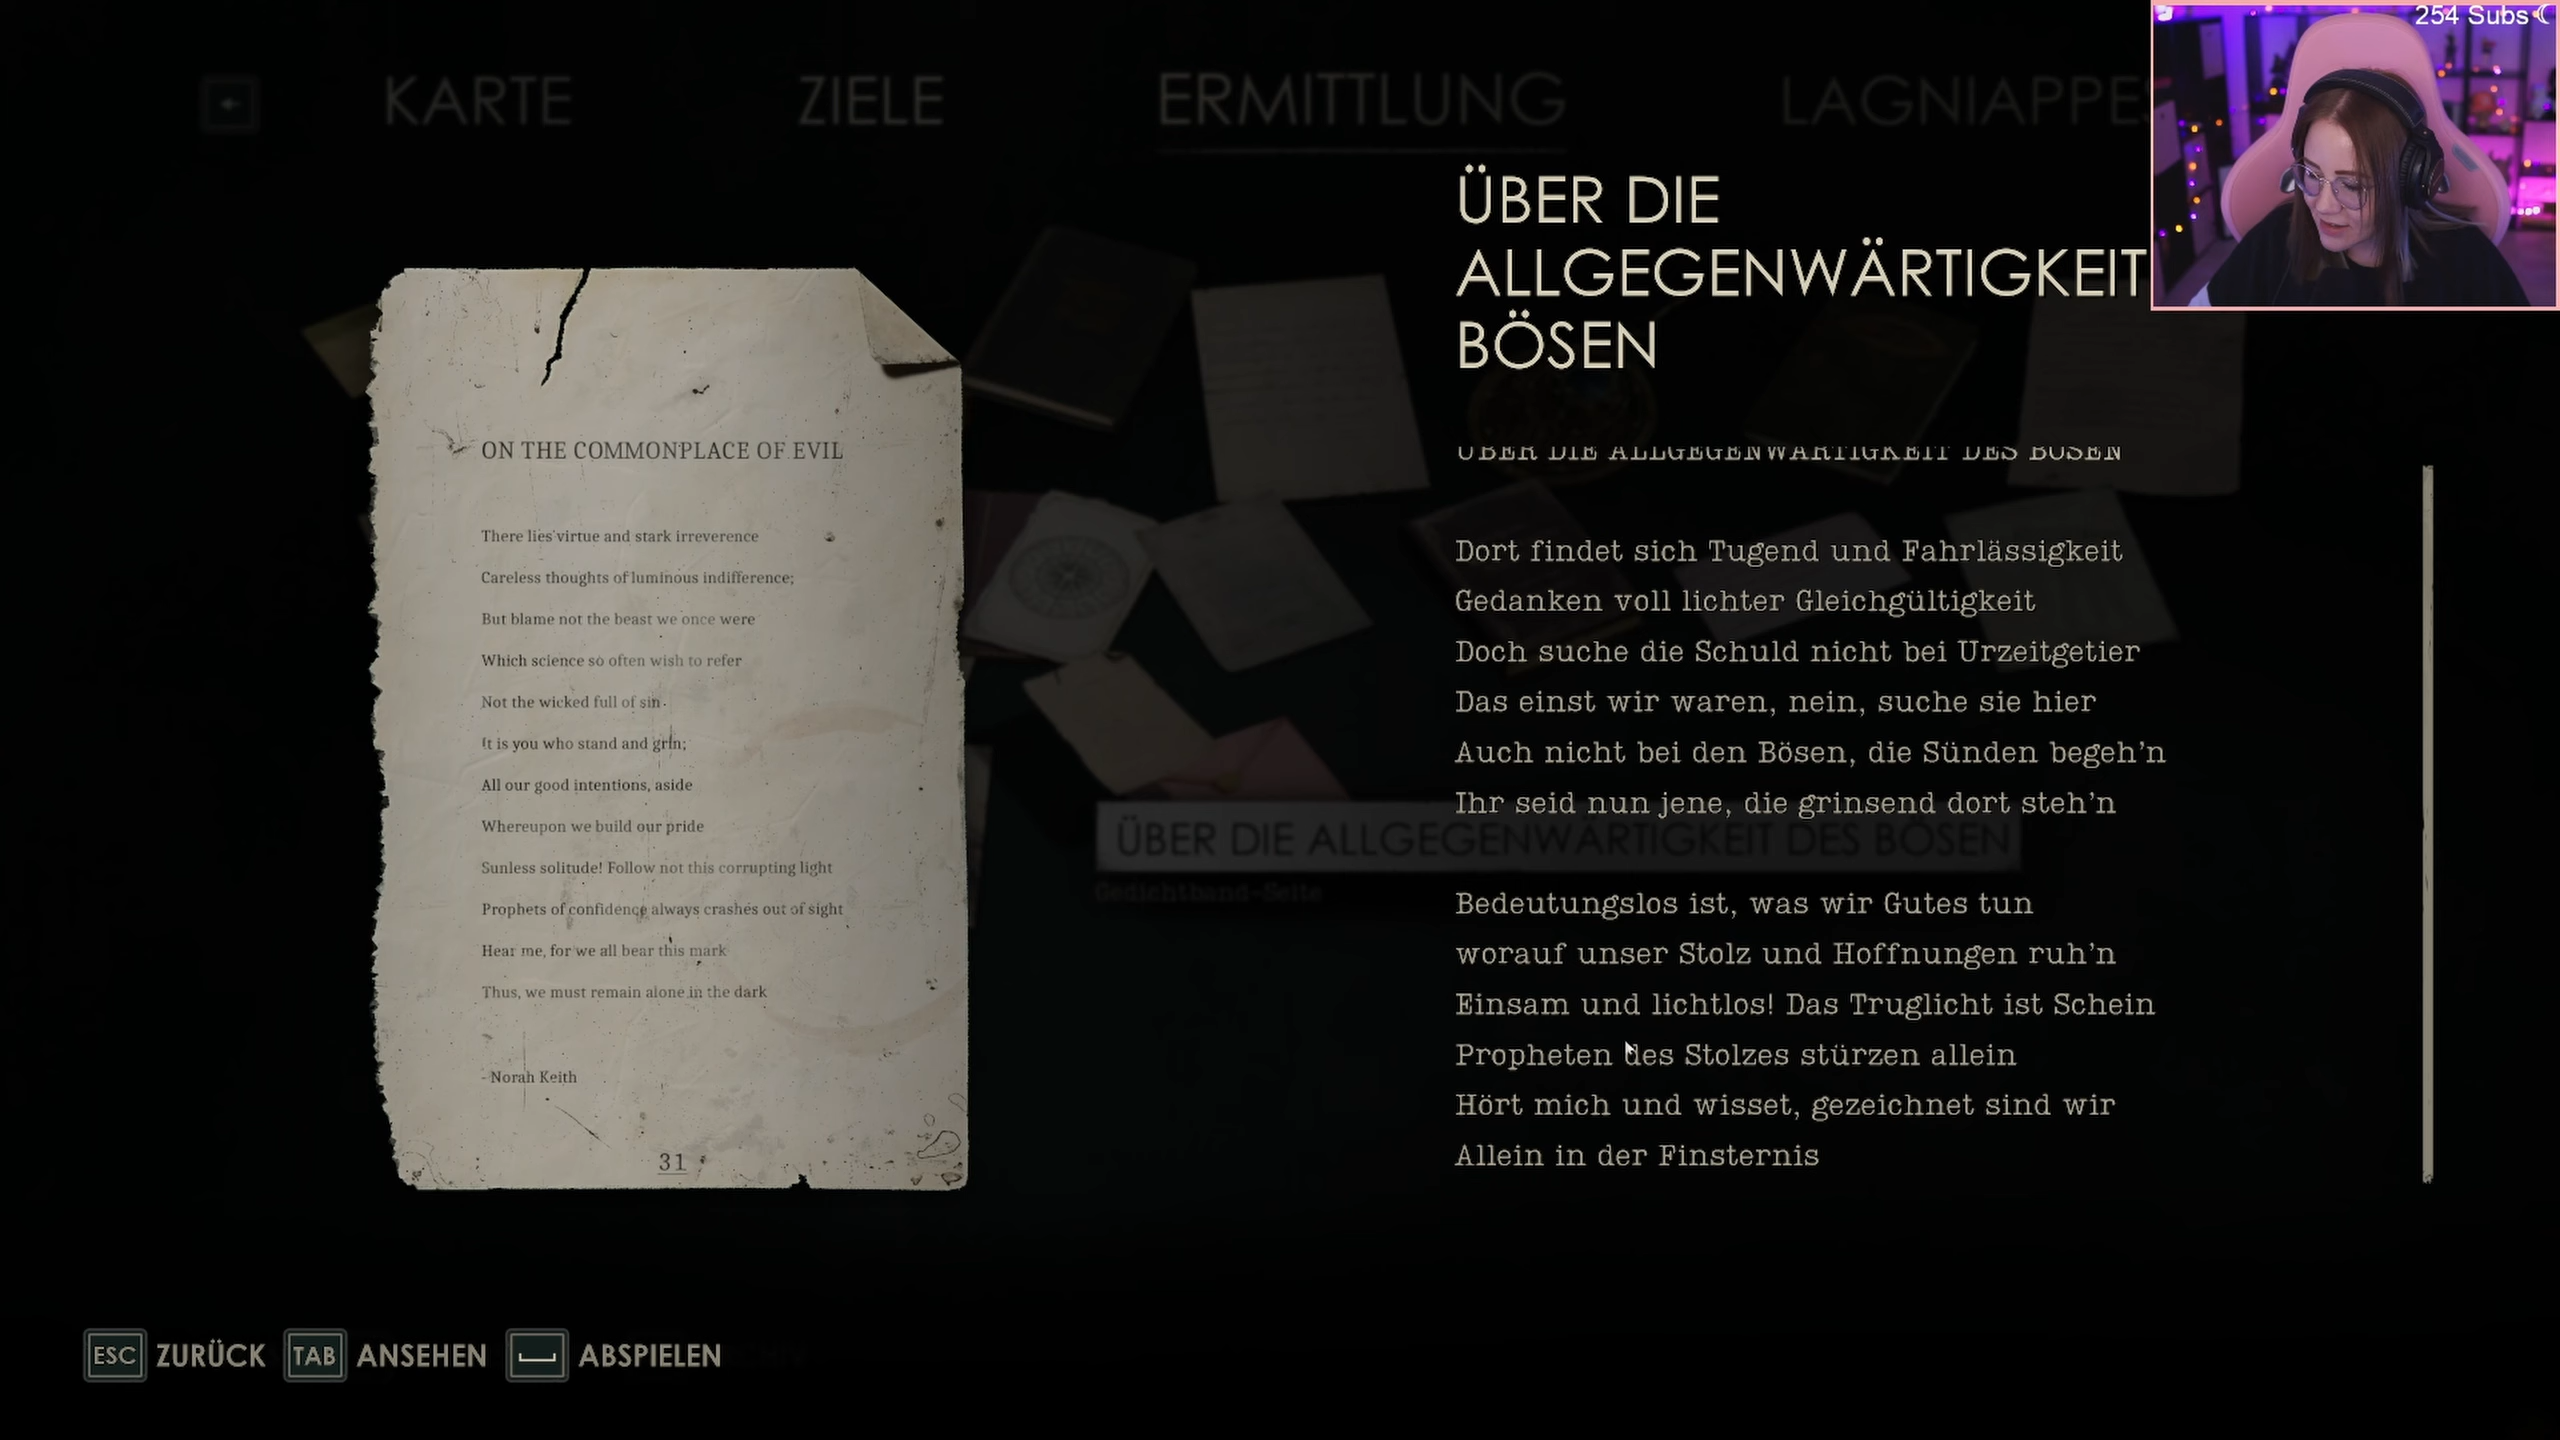 254 Subs
KARTE
ZIELE
ERMITTLUNG
LAGNIAPPES
ÜBER DIE
ALLGEGENWÄRTIGKEIT
BÖSEN
ON THE COMMONPLACE OF EVIL
There lies virtue and stark irreverence
Careless thoughts of luminous indifference;
But blame not the beast we once were
Which science so often wish to refer
Not the wicked full of sin
It is you who stand and grin;
All our good intentions, aside
Whereupon we build our pride
Sunless solitude! Follow not this corrupting light
Prophets of confidence always crashes out of sight
Hear me, for we all bear this mark
Thus, we must remain alone in the dark
- Norah Keith
31
ÜBER DIE ALLGEGENWÄRTIGKEIT DES BÖSEN
Dort findet sich Tugend und Fahrlässigkeit
Gedanken voll lichter Gleichgültigkeit
Doch suche die Schuld nicht bei Urzeitgetier
Das einst wir waren, nein, suche sie hier
Auch nicht bei den Bösen, die Sünden begeh'n
Ihr seid nun jene, die grinsend dort steh'n
Bedeutungslos ist, was wir Gutes tun
worauf unser Stolz und Hoffnungen ruh'n
Einsam und lichtlos! Das Truglicht ist Schein
Propheten des Stolzes stürzen allein
Hört mich und wisset, gezeichnet sind wir
Allein in der Finsternis
ÜBER DIE ALLGEGENWÄRTIGKEIT DES BÖSEN
Gedichtband-Seite
ESC ZURÜCK TAB ANSEHEN ABSPIELEN